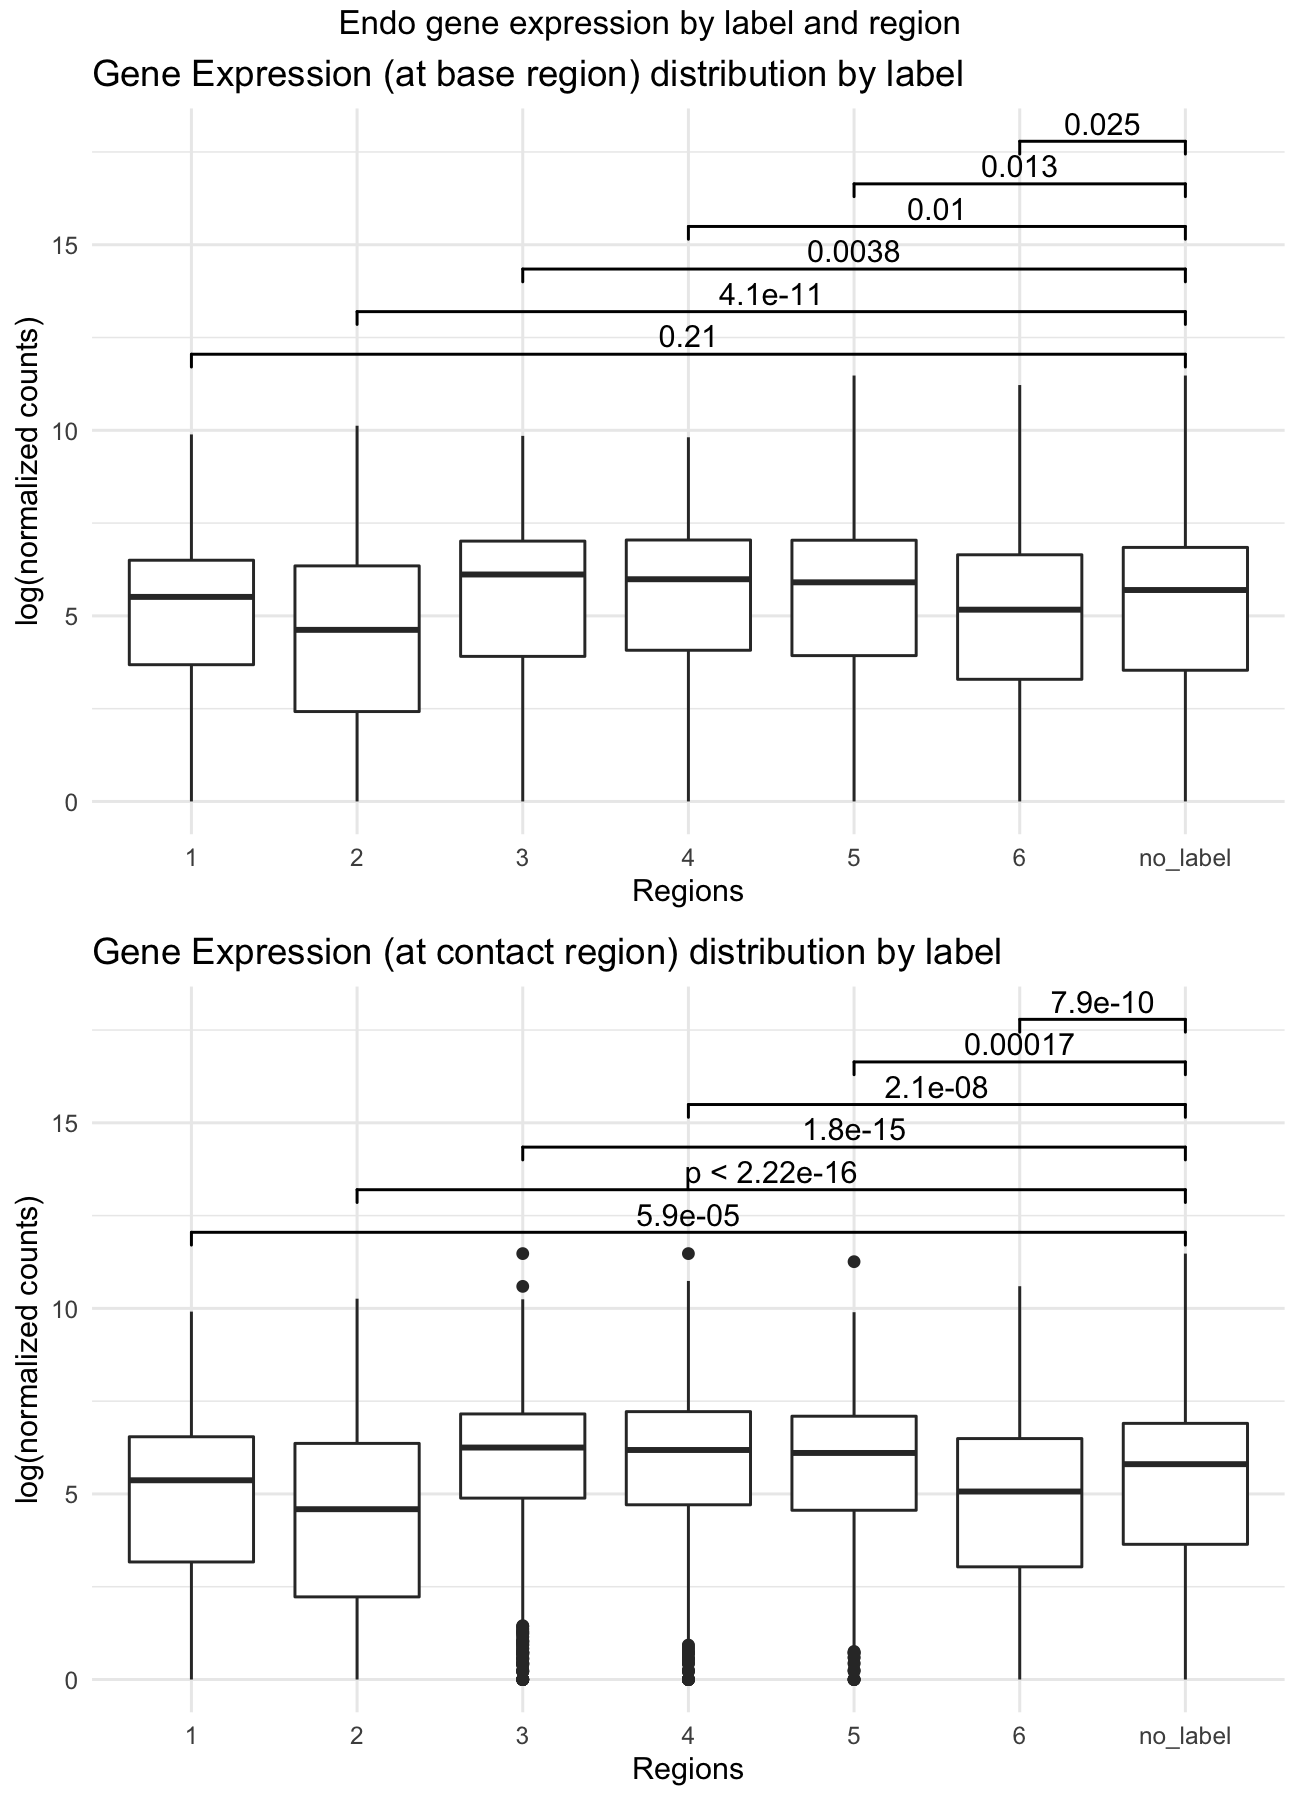 Endo gene expression by label and region
Gene Expression (at base region) distribution by label
0.025
0.013
0.01
0.0038
4.1e-11
0.21
15
10
5
0
log(normalized counts)
1 2 3 4 5 6 no_label
Regions
Gene Expression (at contact region) distribution by label
7.9e-10
0.00017
2.1e-08
1.8e-15
p < 2.22e-16
5.9e-05
15
10
5
0
log(normalized counts)
1 2 3 4 5 6 no_label
Regions